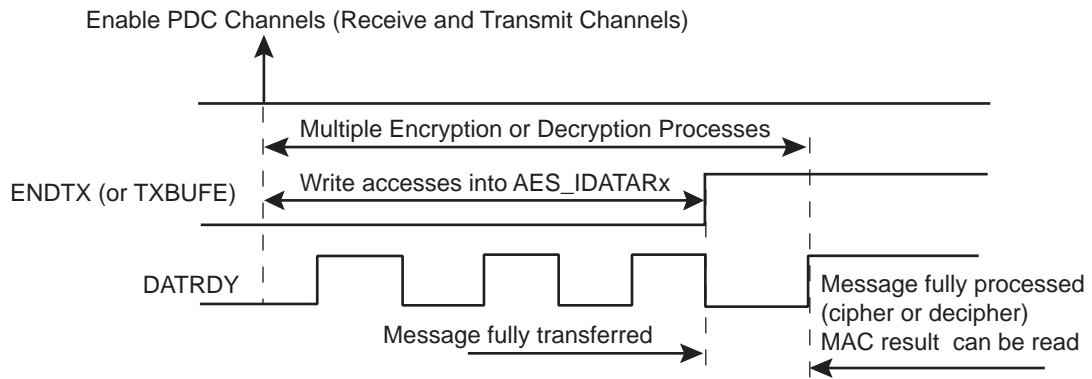 Enable PDC Channels (Receive and Transmit Channels)
Multiple Encryption or Decryption Processes
ENDTX (or TXBUFE)
Write accesses into AES_IDATARx
DATRDY
Message fully transferred
Message fully processed
(cipher or decipher)
MAC result can be read